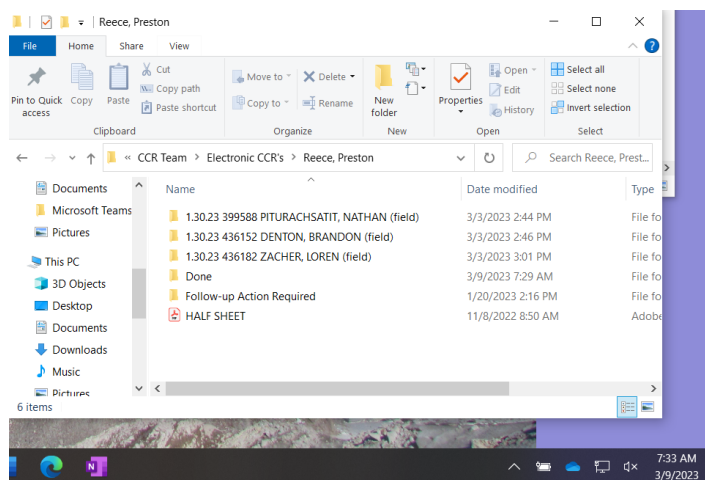 Reece, Preston
File Home Share View
Pin to Quick access
Copy
Paste
Cut
Copy path
Paste shortcut
Clipboard
Move to
Copy to
Delete
Rename
Organize
New folder
New
Properties
Open
Edit
History
Open
Select all
Select none
Invert selection
Select
« CCR Team > Electronic CCR's > Reece, Preston
Search Reece, Prest...
Documents
Microsoft Teams
Pictures
This PC
3D Objects
Desktop
Documents
Downloads
Music
Pictures
Name Date modified Type
1.30.23 399588 PITURACHSATIT, NATHAN (field) 3/3/2023 2:44 PM File fo
1.30.23 436152 DENTON, BRANDON (field) 3/3/2023 2:46 PM File fo
1.30.23 436182 ZACHER, LOREN (field) 3/3/2023 3:01 PM File fo
Done 3/9/2023 7:29 AM File fo
Follow-up Action Required 1/20/2023 2:16 PM File fo
HALF SHEET 11/8/2022 8:50 AM Adobe
6 items
7:33 AM
3/9/2023